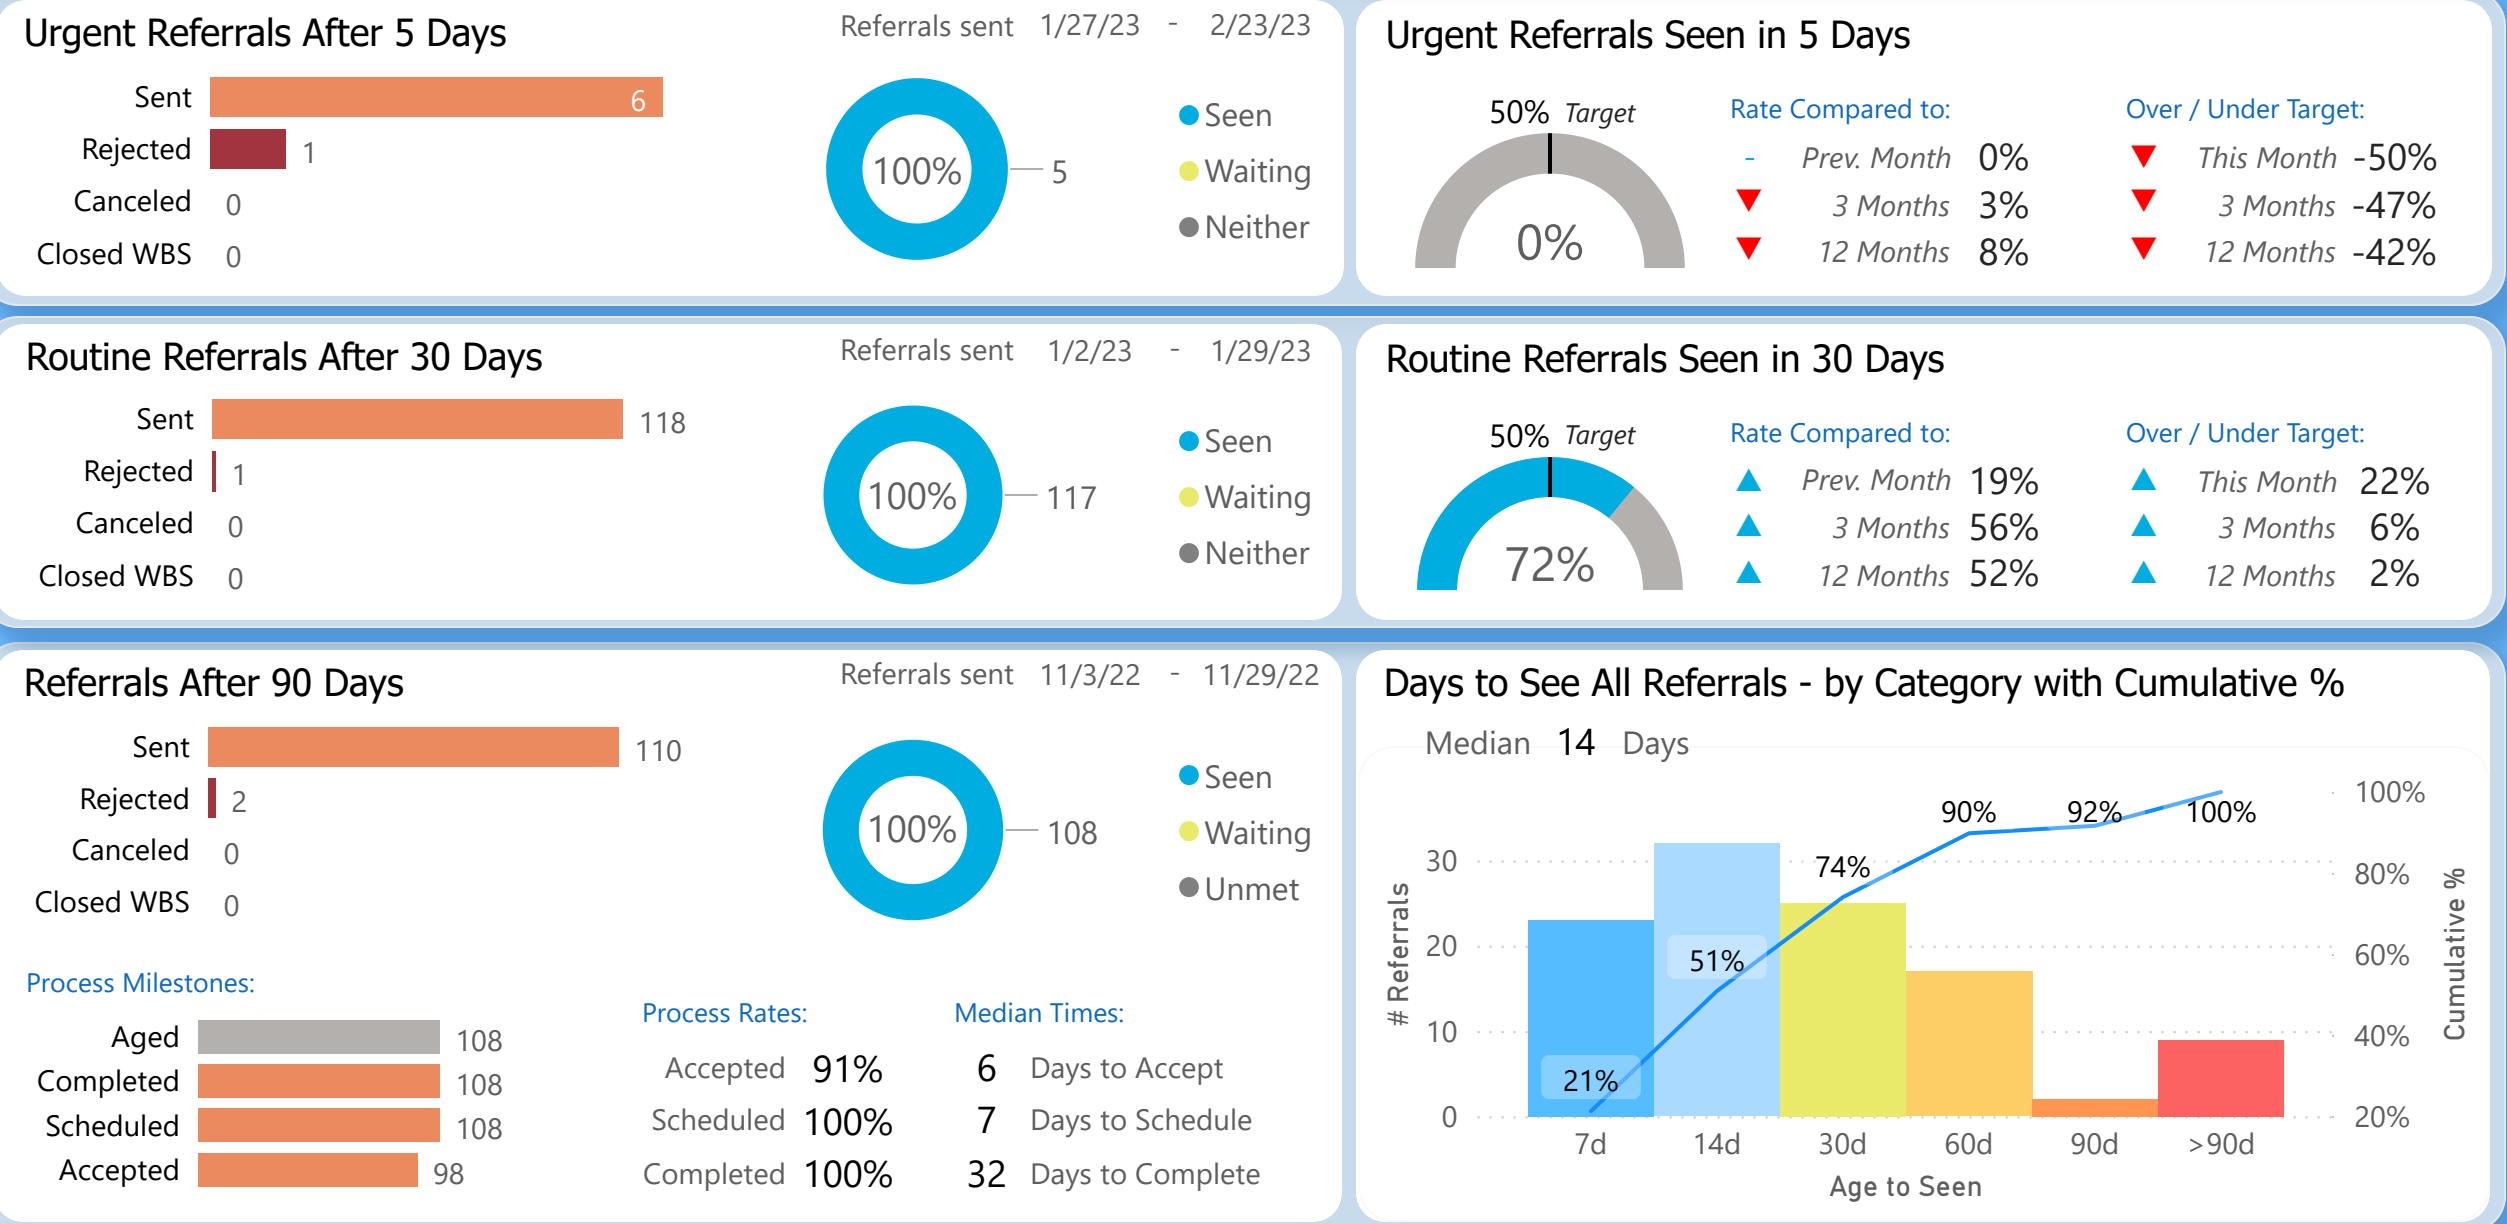 Urgent Referrals After 5 Days
Referrals sent 1/27/23 - 2/23/23
Sent 6
Rejected 1
Canceled 0
Closed WBS 0
100%
5
Seen
Waiting
Neither
Urgent Referrals Seen in 5 Days
50% Target
0%
Rate Compared to:
- Prev. Month 0%
3 Months 3%
12 Months 8%
Over / Under Target:
This Month -50%
3 Months -47%
12 Months -42%
Routine Referrals After 30 Days
Referrals sent 1/2/23 - 1/29/23
Sent 118
Rejected 1
Canceled 0
Closed WBS 0
100%
117
Seen
Waiting
Neither
Routine Referrals Seen in 30 Days
50% Target
72%
Rate Compared to:
Prev. Month 19%
3 Months 56%
12 Months 52%
Over / Under Target:
This Month 22%
3 Months 6%
12 Months 2%
Referrals After 90 Days
Referrals sent 11/3/22 - 11/29/22
Sent 110
Rejected 2
Canceled 0
Closed WBS 0
100%
108
Seen
Waiting
Unmet
Process Milestones:
Aged 108
Completed 108
Scheduled 108
Accepted 98
Process Rates:
Accepted 91%
Scheduled 100%
Completed 100%
Median Times:
6 Days to Accept
7 Days to Schedule
32 Days to Complete
Days to See All Referrals - by Category with Cumulative %
Median 14 Days
# Referrals
30
20
10
0
21%
51%
74%
90%
92%
100%
100%
80%
60%
40%
20%
Cumulative %
7d 14d 30d 60d 90d >90d
Age to Seen